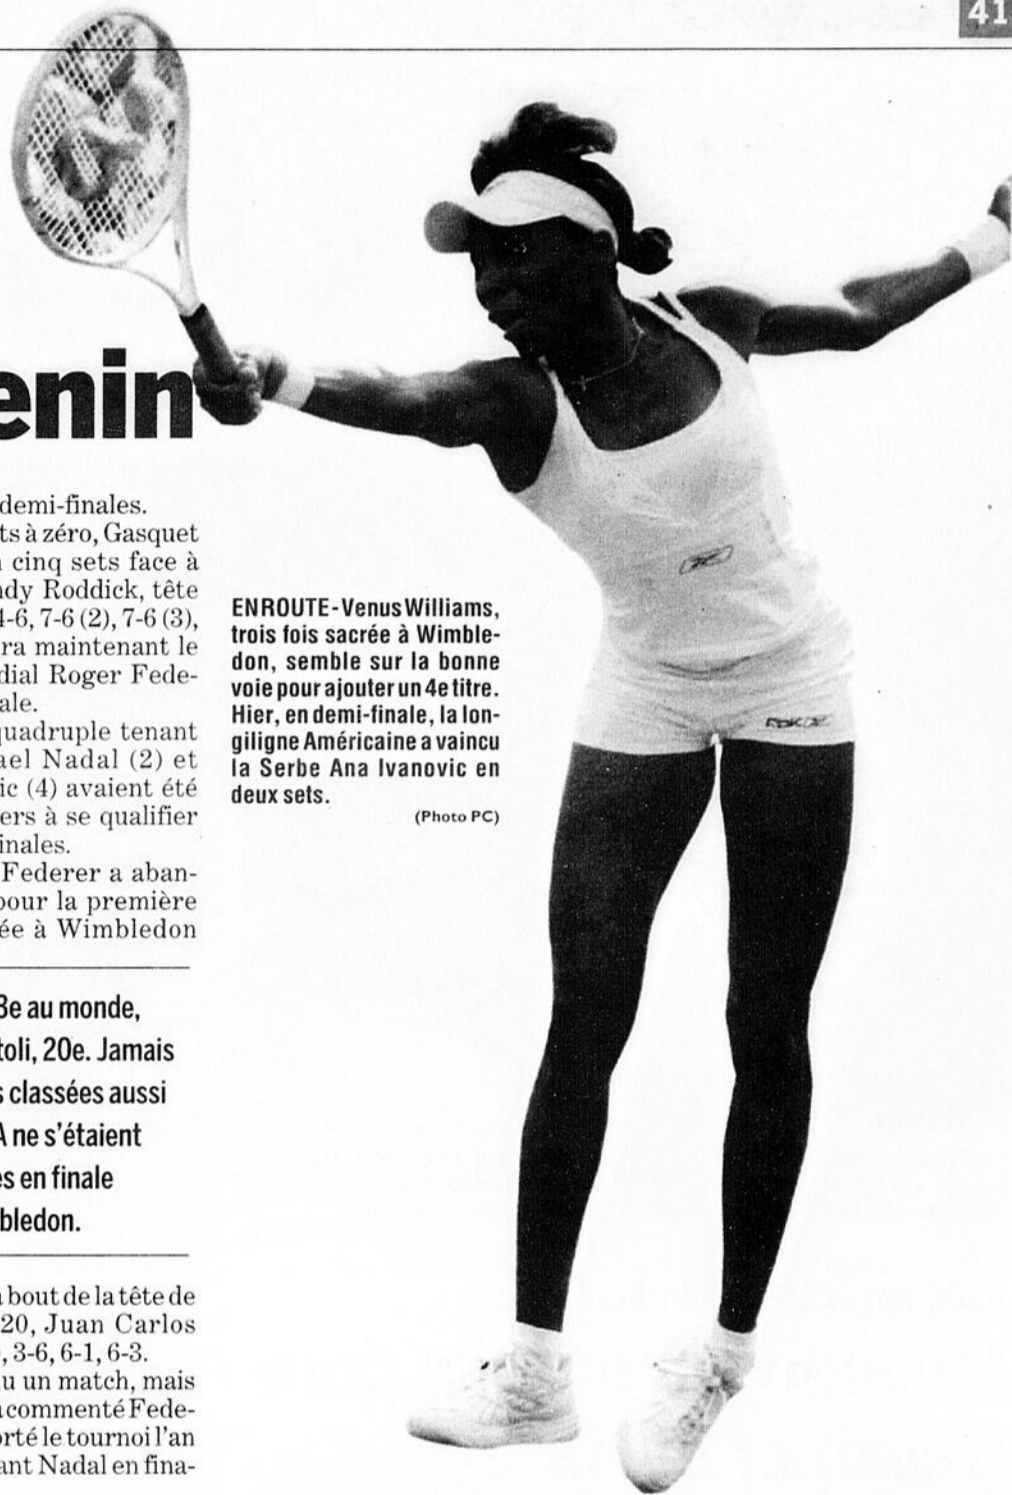 41
enin
demi-finales.
ts à zéro, Gasquet
cinq sets face à
ndy Roddick, tête
4-6, 7-6 (2), 7-6 (3),
ra maintenant le
dial Roger Fede-
ale.
quadruple tenant
ael Nadal (2) et
ic (4) avaient été
ers à se qualifier
inales.
Federer a aban-
pour la première
ée à Wimbledon
3e au monde,
toli, 20e. Jamais
s classées aussi
A ne s'étaient
es en finale
bledon.
à bout de la tête de
20, Juan Carlos
, 3-6, 6-1, 6-3.
u un match, mais
a commenté Fede-
orté le tournoi l'an
ant Nadal en fina-
EN ROUTE - Venus Williams,
trois fois sacrée à Wimble-
don, semble sur la bonne
voie pour ajouter un 4e titre.
Hier, en demi-finale, la lon-
giligne Américaine a vaincu
la Serbe Ana Ivanovic en
deux sets.
(Photo PC)